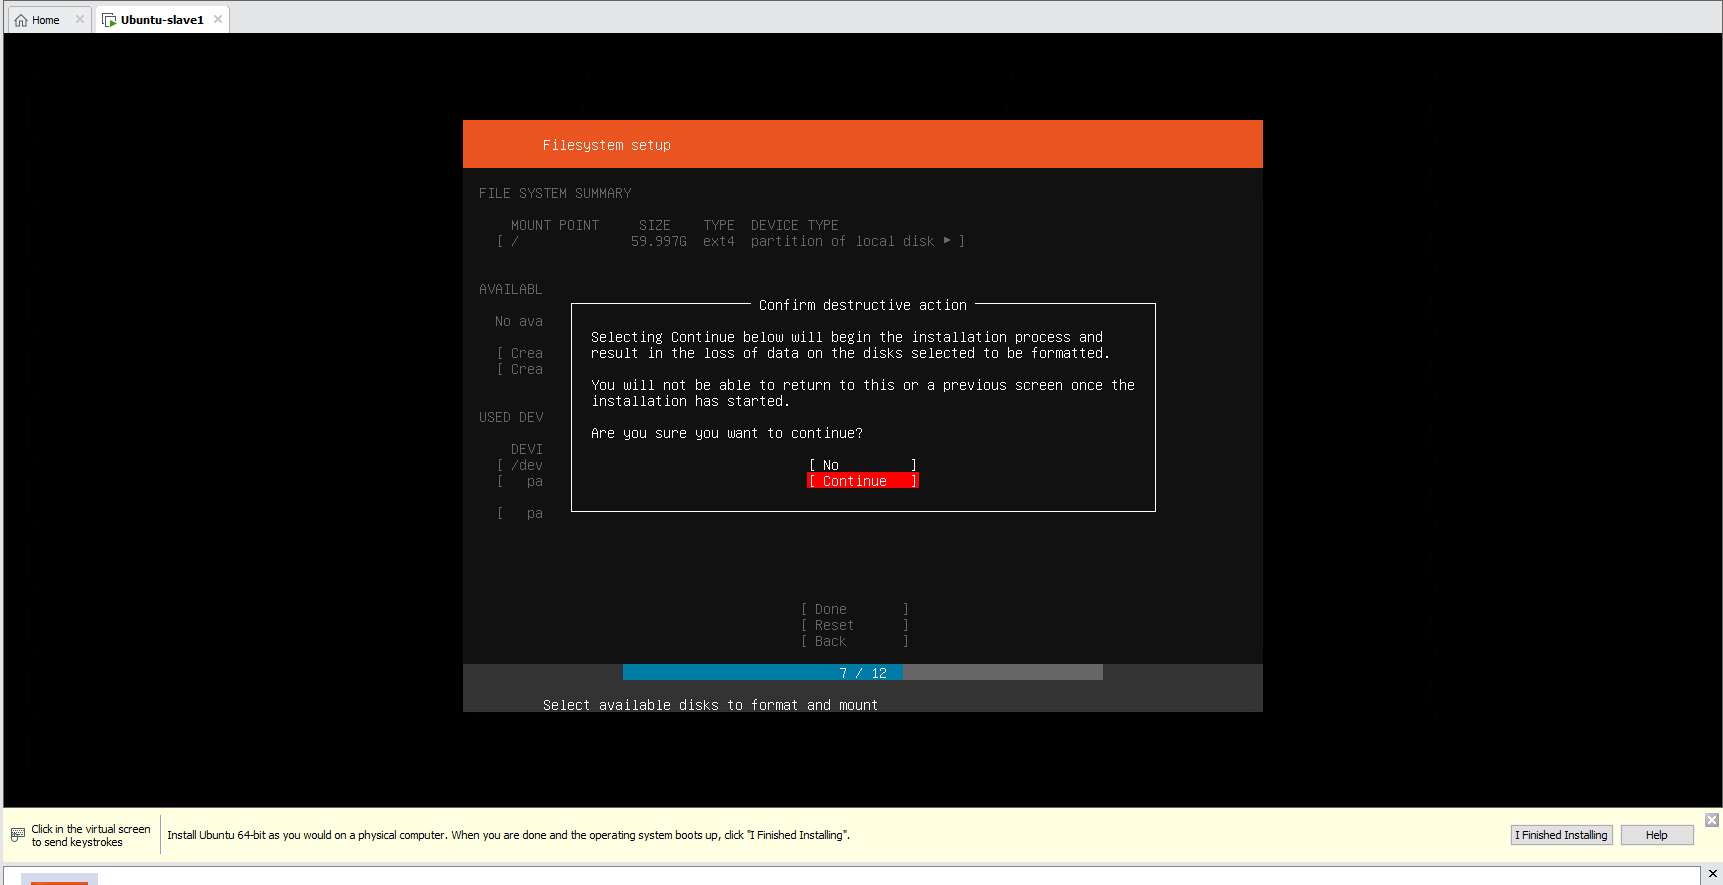 Home
Ubuntu-slave1
Filesystem setup
FILE SYSTEM SUMMARY
MOUNT POINT SIZE TYPE DEVICE TYPE
[ / 59.997G ext4 partition of local disk ▸ ]
AVAILABL
No ava
[ Crea
[ Crea
USED DEV
DEVI
[ /dev
[ pa
[ pa
Confirm destructive action
Selecting Continue below will begin the installation process and
result in the loss of data on the disks selected to be formatted.
You will not be able to return to this or a previous screen once the
installation has started.
Are you sure you want to continue?
[ No ]
[ Continue ]
[ Done ]
[ Reset ]
[ Back ]
7 / 12
Select available disks to format and mount
Click in the virtual screen
to send keystrokes
Install Ubuntu 64-bit as you would on a physical computer. When you are done and the operating system boots up, click "I Finished Installing".
I Finished Installing
Help